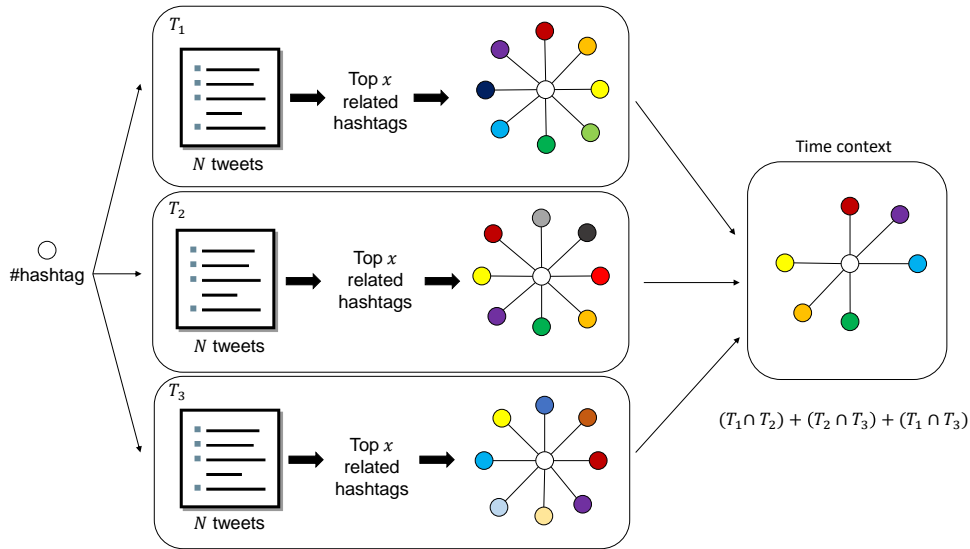 #hashtag
T₁
N tweets
Top x
related
hashtags
T₂
N tweets
Top x
related
hashtags
T₃
N tweets
Top x
related
hashtags
Time context
(T₁∩ T₂) + (T₂ ∩ T₃) + (T₁ ∩ T₃)